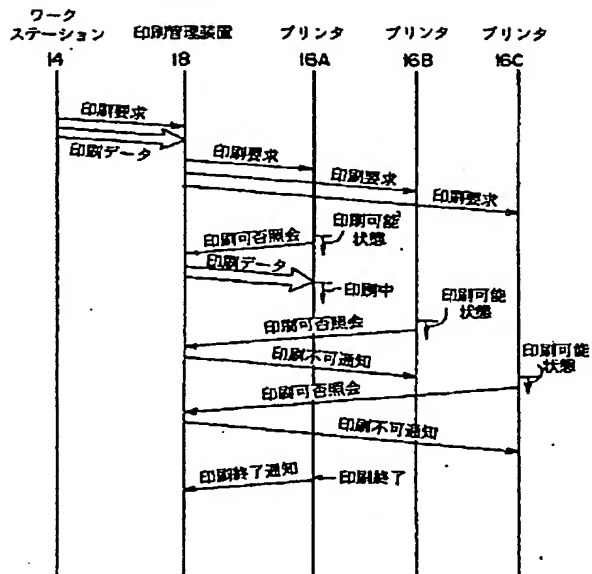 ワーク
ステーション
14
印刷管理装置
18
プリンタ
16A
プリンタ
16B
プリンタ
16C
印刷要求
印刷データ
印刷要求
印刷要求
印刷要求
印刷可能
状態
印刷可否照会
印刷データ
印刷中
印刷可能
状態
印刷可否照会
印刷不可通知
印刷可能
状態
印刷可否照会
印刷不可通知
印刷終了通知
印刷終了
14
18
16A
16B
16C